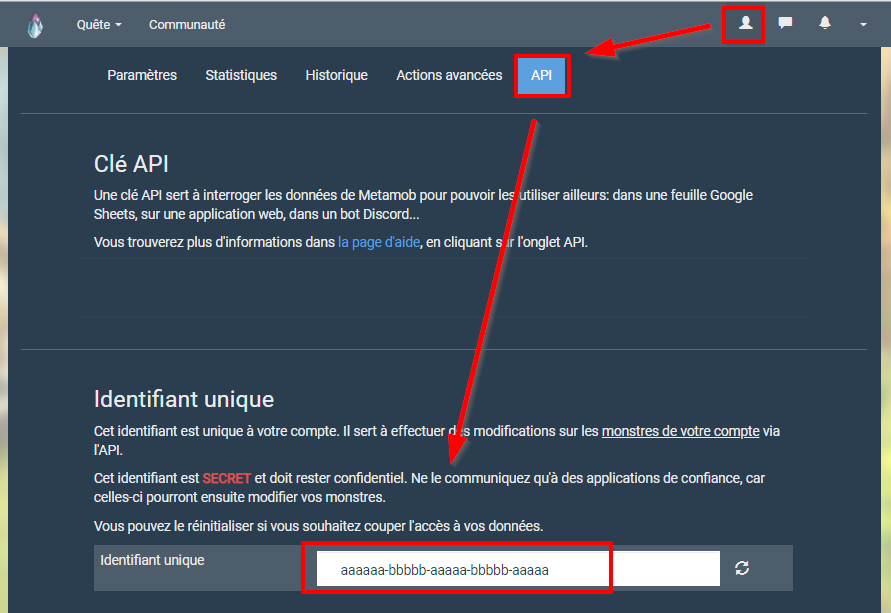 Quête Communauté
Paramètres Statistiques Historique Actions avancées API
Clé API
Une clé API sert à interroger les données de Metamob pour pouvoir les utiliser ailleurs: dans une feuille Google
Sheets, sur une application web, dans un bot Discord...
Vous trouverez plus d'informations dans la page d'aide, en cliquant sur l'onglet API.
Identifiant unique
Cet identifiant est unique à votre compte. Il sert à effectuer des modifications sur les monstres de votre compte via
l'API.
Cet identifiant est SECRET et doit rester confidentiel. Ne le communiquez qu'à des applications de confiance, car
celles-ci pourront ensuite modifier vos monstres.
Vous pouvez le réinitialiser si vous souhaitez couper l'accès à vos données.
Identifiant unique aaaaaa-bbbbb-aaaaa-bbbbb-aaaaa